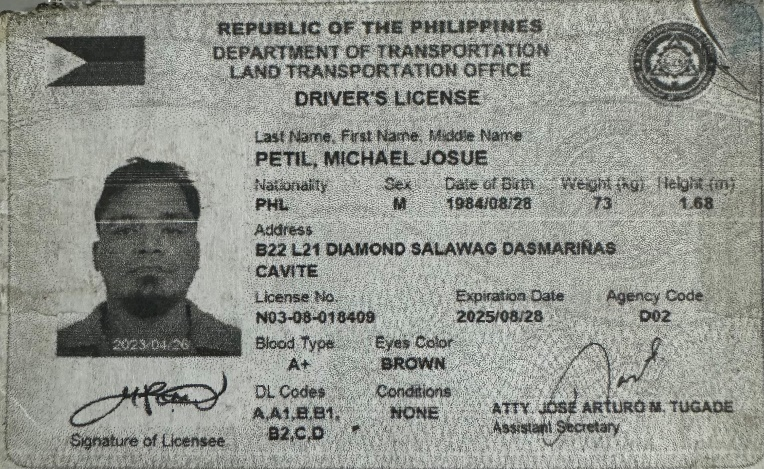 REPUBLIC OF THE PHILIPPINES
DEPARTMENT OF TRANSPORTATION
LAND TRANSPORTATION OFFICE
DRIVER'S LICENSE
Last Name, First Name, Middle Name
PETIL, MICHAEL JOSUE
Nationality Sex Date of Birth Weight (kg) Height (m)
PHL M 1984/08/28 73 1.68
Address
B22 L21 DIAMOND SALAWAG DASMARIÑAS
CAVITE
License No. Expiration Date Agency Code
N03-08-018409 2025/08/28 D02
2023/04/26
Blood Type Eyes Color
A+ BROWN
DL Codes Conditions
A,A1,B,B1, NONE
B2,C,D
ATTY. JOSE ARTURO M. TUGADE
Assistant Secretary
Signature of Licensee